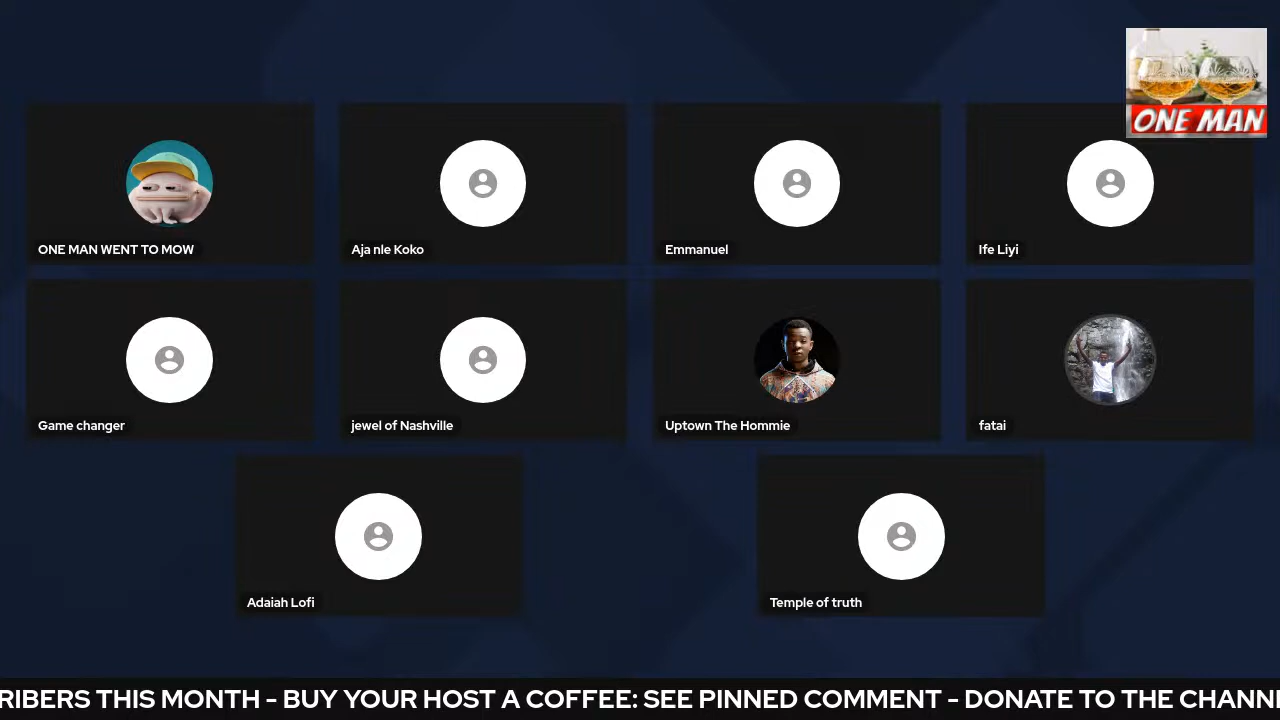 ONE MAN
ONE MAN WENT TO MOW
Aja nle Koko
Emmanuel
Ife Liyi
Game changer
jewel of Nashville
Uptown The Hommie
fatai
Adaiah Lofi
Temple of truth
RIBERS THIS MONTH - BUY YOUR HOST A COFFEE: SEE PINNED COMMENT - DONATE TO THE CHANN